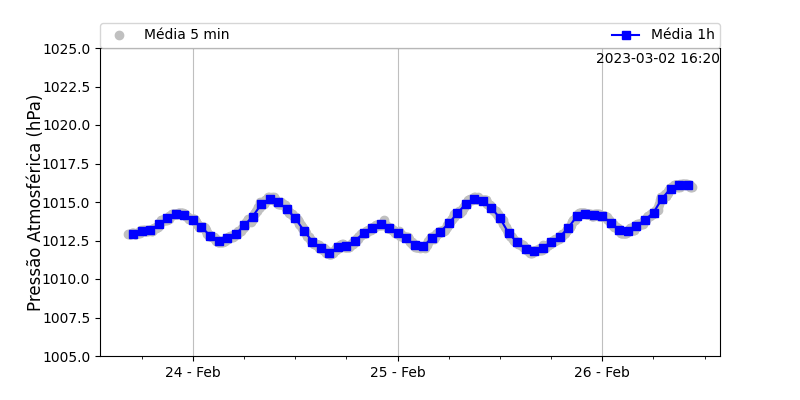 Média 5 min
Média 1h
2023-03-02 16:20
Pressão Atmosférica (hPa)
1025.0
1022.5
1020.0
1017.5
1015.0
1012.5
1010.0
1007.5
1005.0
24 - Feb
25 - Feb
26 - Feb